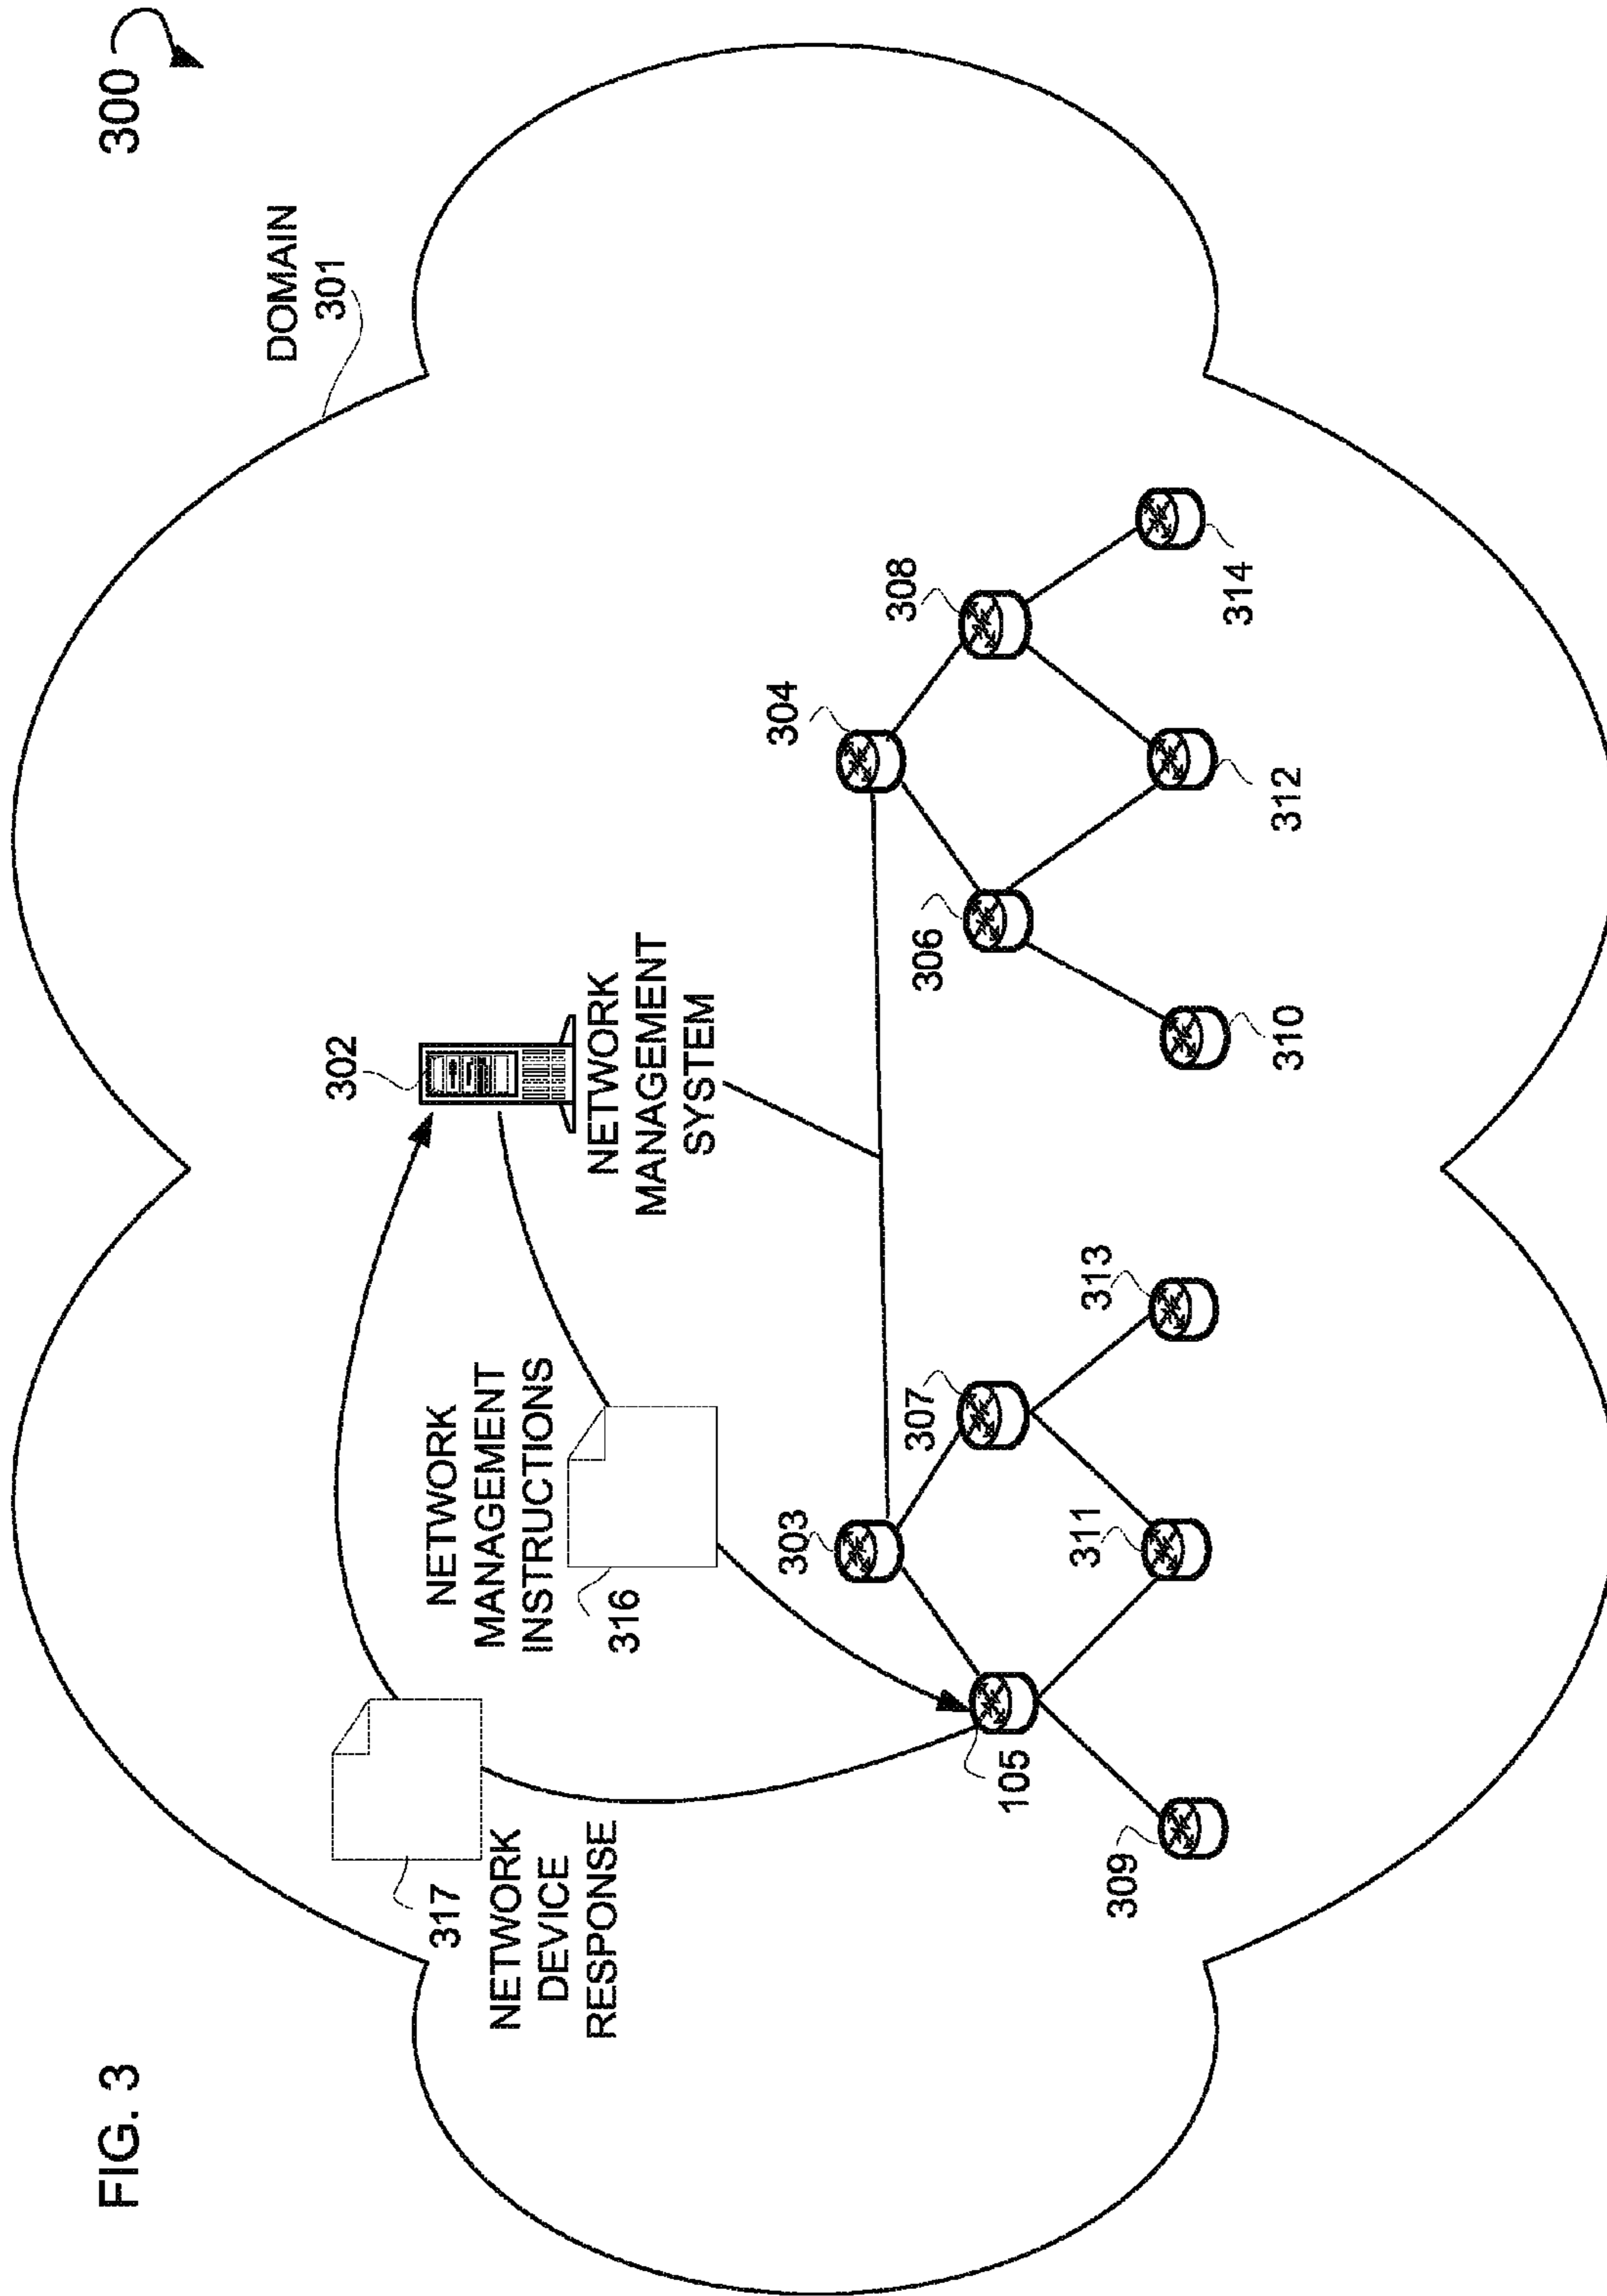 FIG. 3
300
DOMAIN
301
302
NETWORK
MANAGEMENT
SYSTEM
NETWORK
MANAGEMENT
INSTRUCTIONS
316
317
NETWORK
DEVICE
RESPONSE
303
304
105
307
306
308
309
311
313
310
312
314